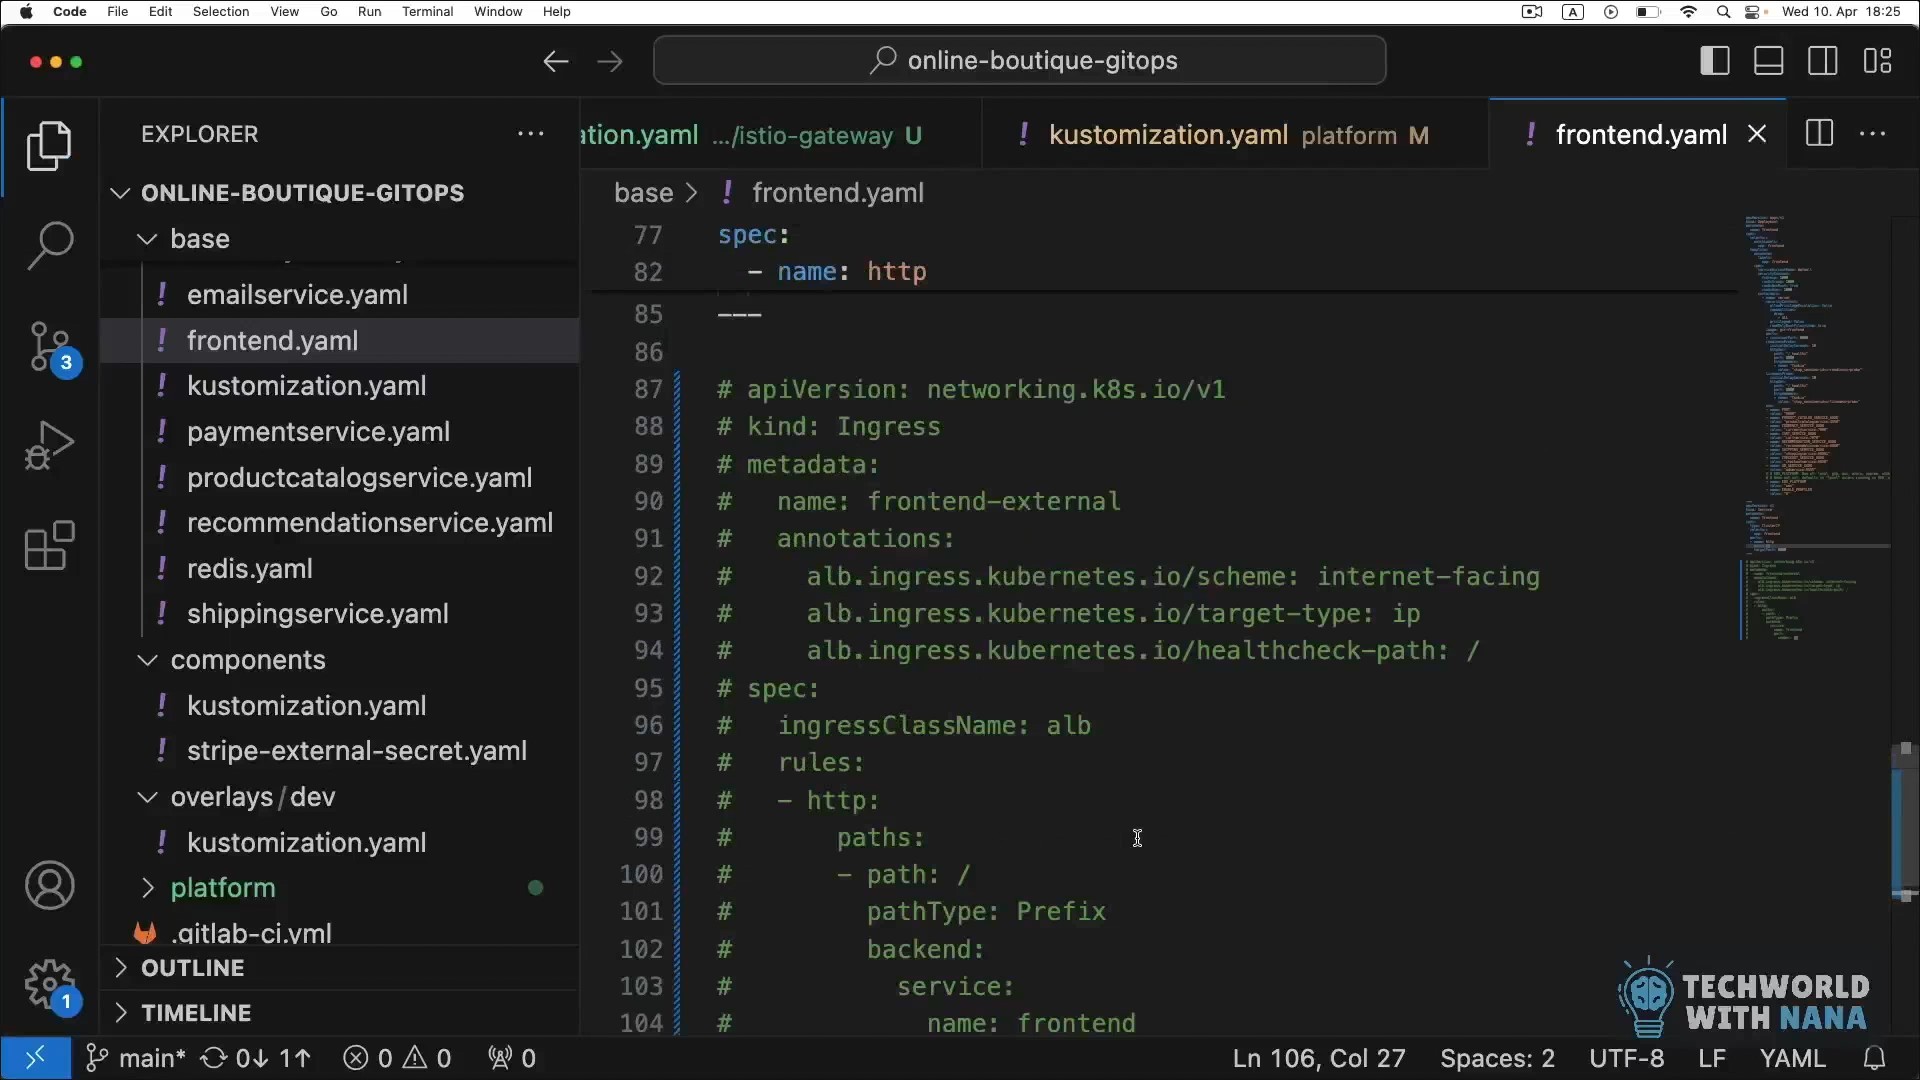 Code File Edit Selection View Go Run Terminal Window Help A Wed 10. Apr 18:25
online-boutique-gitops
EXPLORER
ation.yaml .../istio-gateway U
! kustomization.yaml platform M
! frontend.yaml
ONLINE-BOUTIQUE-GITOPS
base > ! frontend.yaml
base
! emailservice.yaml
! frontend.yaml
! kustomization.yaml
! paymentservice.yaml
! productcatalogservice.yaml
! recommendationservice.yaml
! redis.yaml
! shippingservice.yaml
components
! kustomization.yaml
! stripe-external-secret.yaml
overlays/dev
! kustomization.yaml
platform
.gitlab-ci.yml
OUTLINE
TIMELINE
3
1
77 spec:
82 - name: http
85 ---
86
87 # apiVersion: networking.k8s.io/v1
88 # kind: Ingress
89 # metadata:
90 #   name: frontend-external
91 #   annotations:
92 #     alb.ingress.kubernetes.io/scheme: internet-facing
93 #     alb.ingress.kubernetes.io/target-type: ip
94 #     alb.ingress.kubernetes.io/healthcheck-path: /
95 # spec:
96 #   ingressClassName: alb
97 #   rules:
98 #   - http:
99 #       paths:
100 #       - path: /
101 #         pathType: Prefix
102 #         backend:
103 #           service:
104 #             name: frontend
TECHWORLD
WITH NANA
main* 0↓ 1↑ 0 0 0 Ln 106, Col 27 Spaces: 2 UTF-8 LF YAML